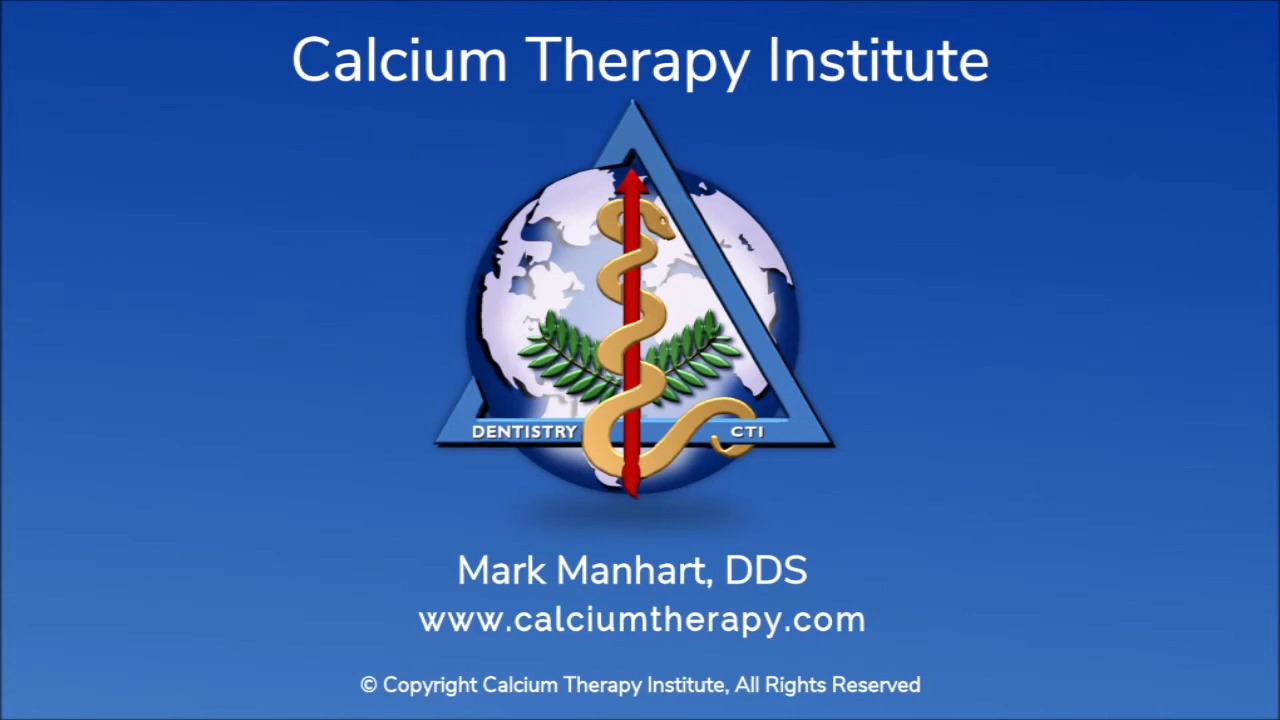 Calcium Therapy Institute
DENTISTRY CTI
Mark Manhart, DDS
www.calciumtherapy.com
© Copyright Calcium Therapy Institute, All Rights Reserved